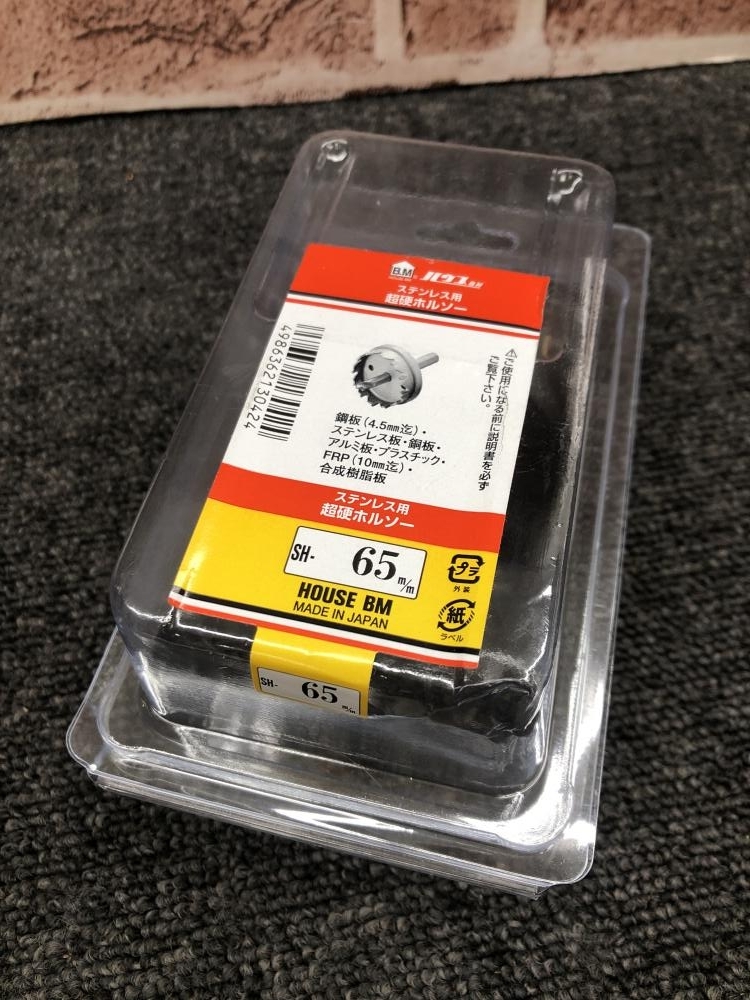 B.M
HOUSE BM
ハウスB.M
ステンレス用
超硬ホルソー
4986362130424
⚠ご使用になる前に説明書を必ず
ご覧下さい。
鋼板(4.5mm迄)・
ステンレス板・銅板・
アルミ板・プラスチック・
FRP(10mm迄)・
合成樹脂板
ステンレス用
超硬ホルソー
SH- 65 m/m
HOUSE BM
MADE IN JAPAN
プラ
外装
紙
ラベル
SH- 65 m/m